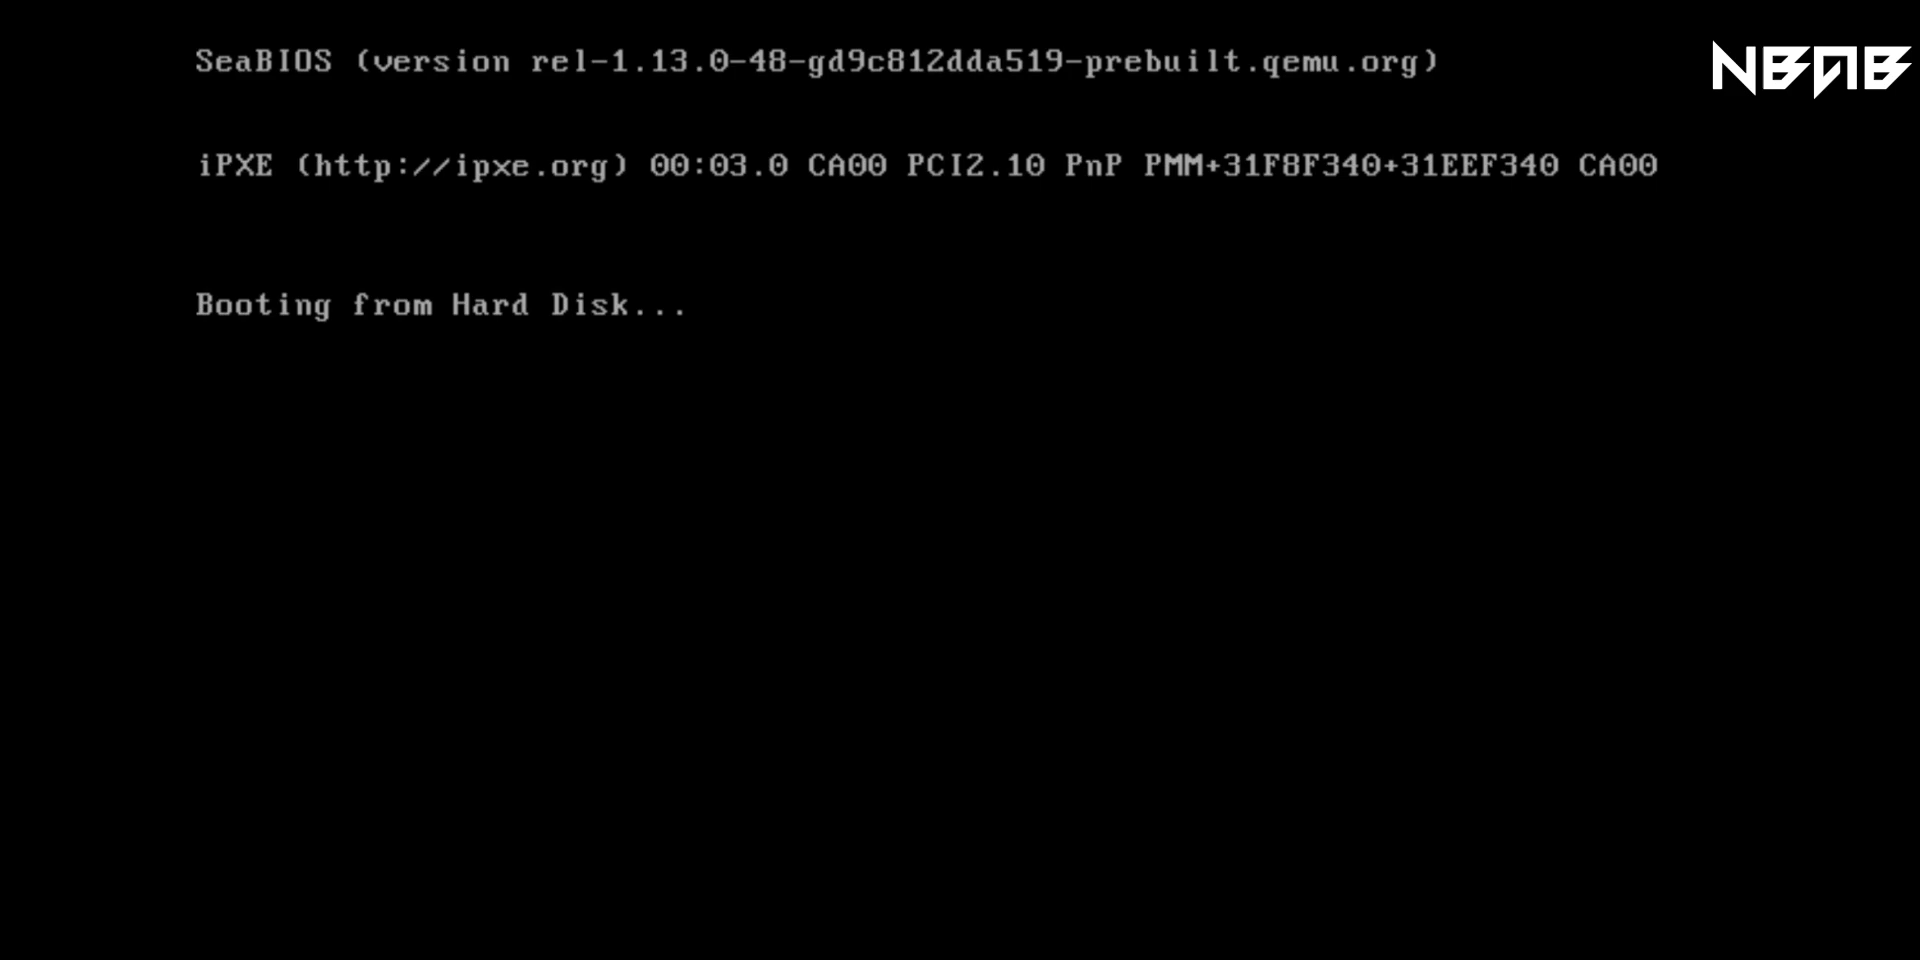 SeaBIOS (version rel-1.13.0-48-gd9c812dda519-prebuilt.qemu.org)
NBAB
iPXE (http://ipxe.org) 00:03.0 CA00 PCI2.10 PnP PMM+31F8F340+31EEF340 CA00
Booting from Hard Disk...